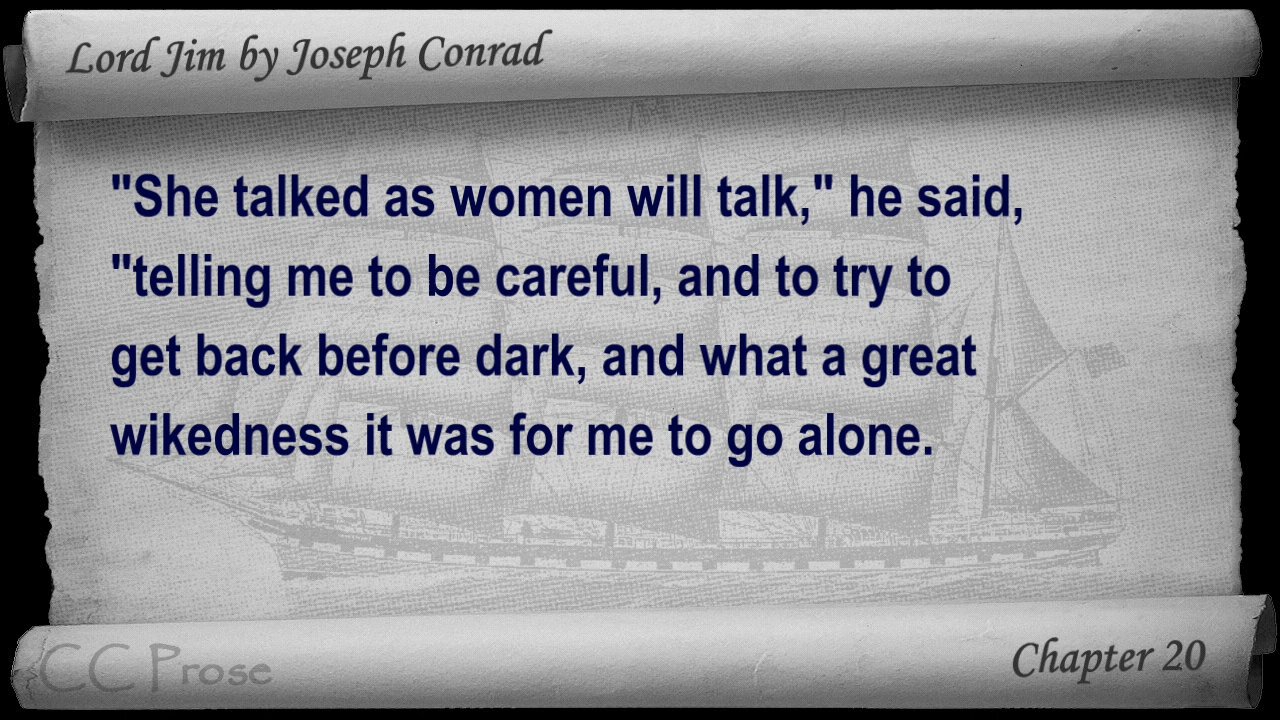 Lord Jim by Joseph Conrad
"She talked as women will talk," he said,
"telling me to be careful, and to try to
get back before dark, and what a great
wikedness it was for me to go alone.
CC Prose
Chapter 20